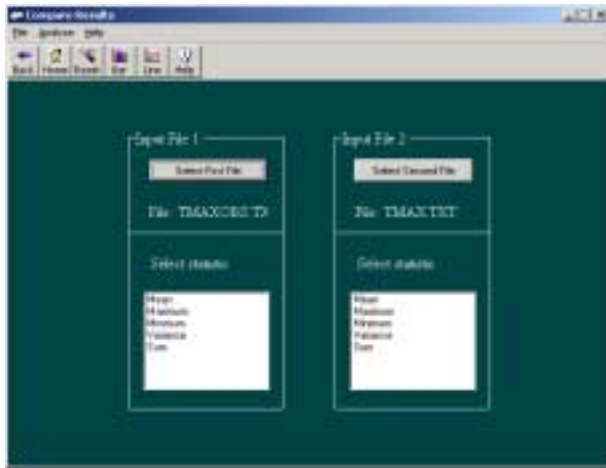 Compare Results
File Analyse Help
Back Home Reset Bar Line Help
Input File 1
Select First File
File: TMAXOBS.TX
Select statistic
Mean
Maximum
Minimum
Variance
Sum
Input File 2
Select Second File
File: TMAX.TXT
Select statistic
Mean
Maximum
Minimum
Variance
Sum